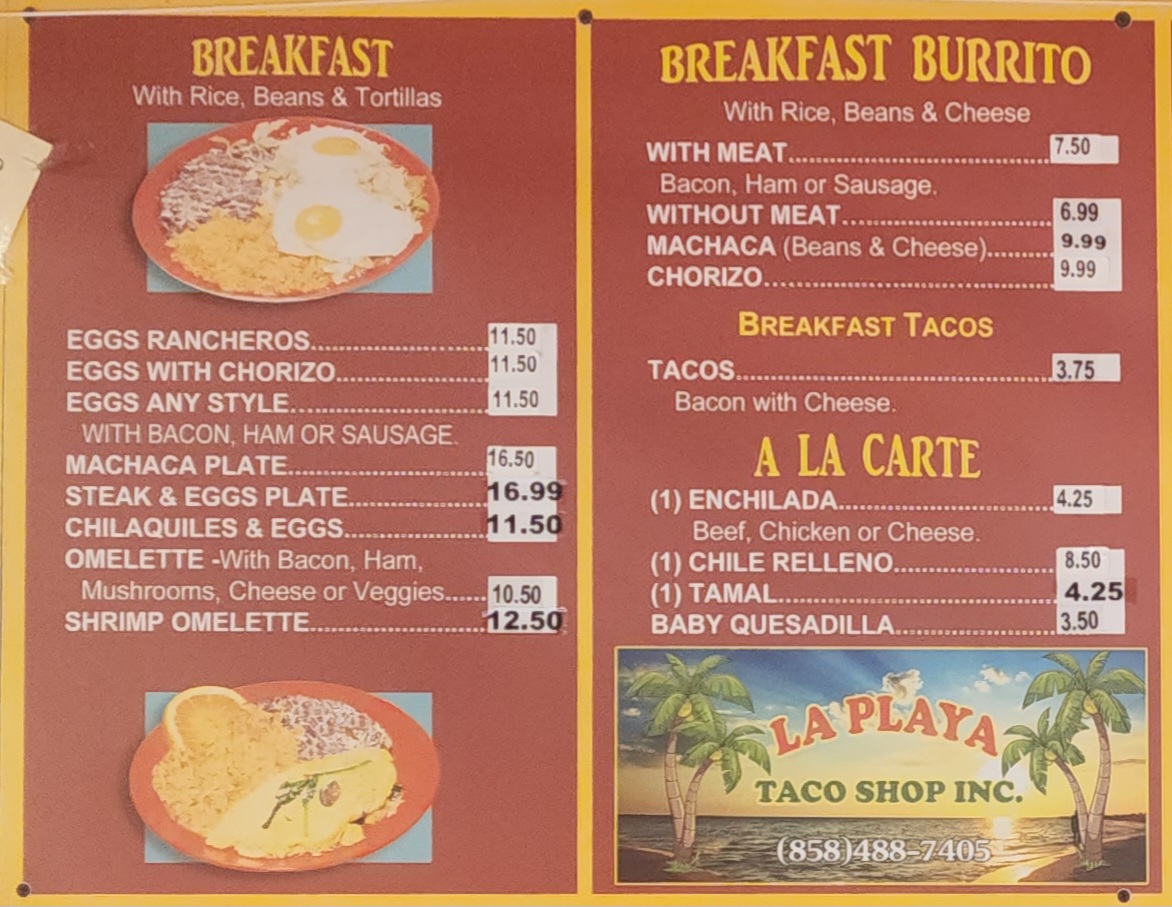 BREAKFAST
With Rice, Beans & Tortillas
EGGS RANCHEROS............................11.50
EGGS WITH CHORIZO........................11.50
EGGS ANY STYLE..............................11.50
WITH BACON, HAM OR SAUSAGE.
MACHACA PLATE..............................16.50
STEAK & EGGS PLATE......................16.99
CHILAQUILES & EGGS.......................11.50
OMELETTE -With Bacon, Ham,
Mushrooms, Cheese or Veggies......10.50
SHRIMP OMELETTE...........................12.50
BREAKFAST BURRITO
With Rice, Beans & Cheese
WITH MEAT........................................7.50
Bacon, Ham or Sausage.
WITHOUT MEAT.................................6.99
MACHACA (Beans & Cheese)..........9.99
CHORIZO............................................9.99
BREAKFAST TACOS
TACOS................................................3.75
Bacon with Cheese.
A LA CARTE
(1) ENCHILADA.................................4.25
Beef, Chicken or Cheese.
(1) CHILE RELLENO........................8.50
(1) TAMAL..........................................4.25
BABY QUESADILLA.........................3.50
LA PLAYA
TACO SHOP INC.
(858)488-7405